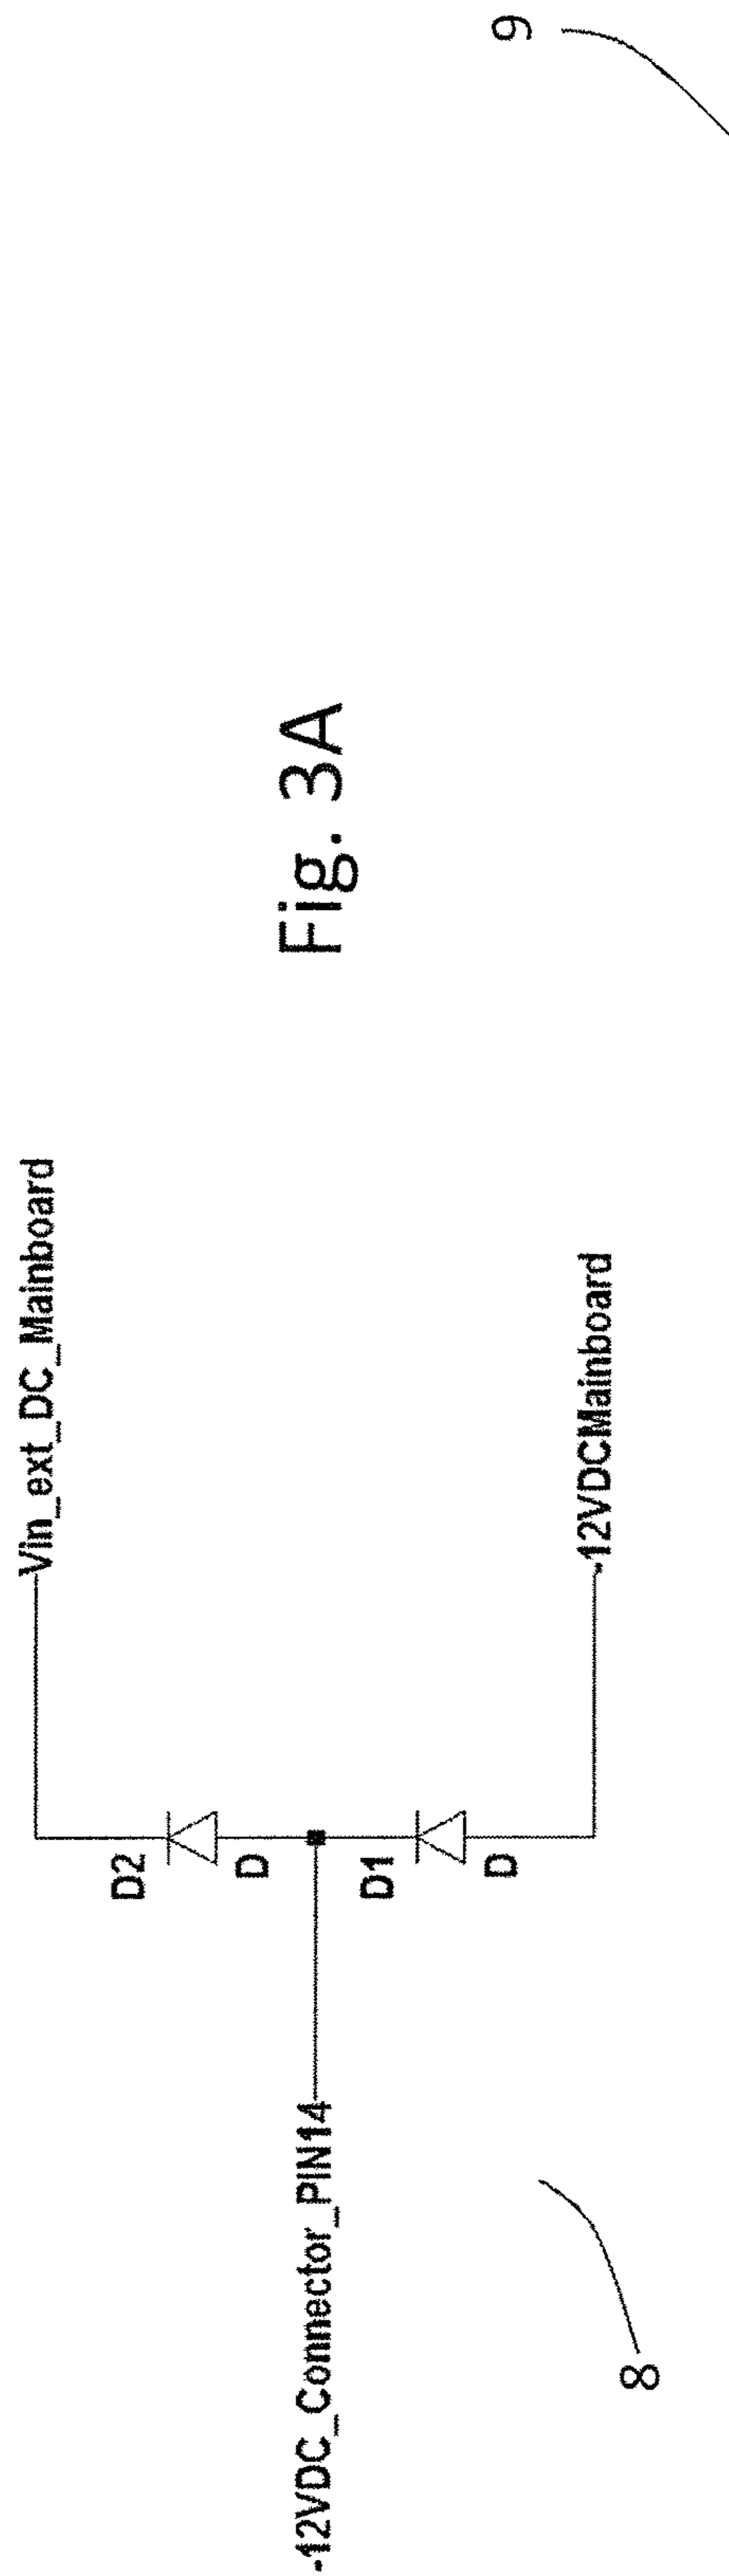 Vin_ext_DC_Mainboard
D2
D
-12VDC_Connector_PIN14
D1
D
-12VDCMainboard
8
Fig. 3A
9